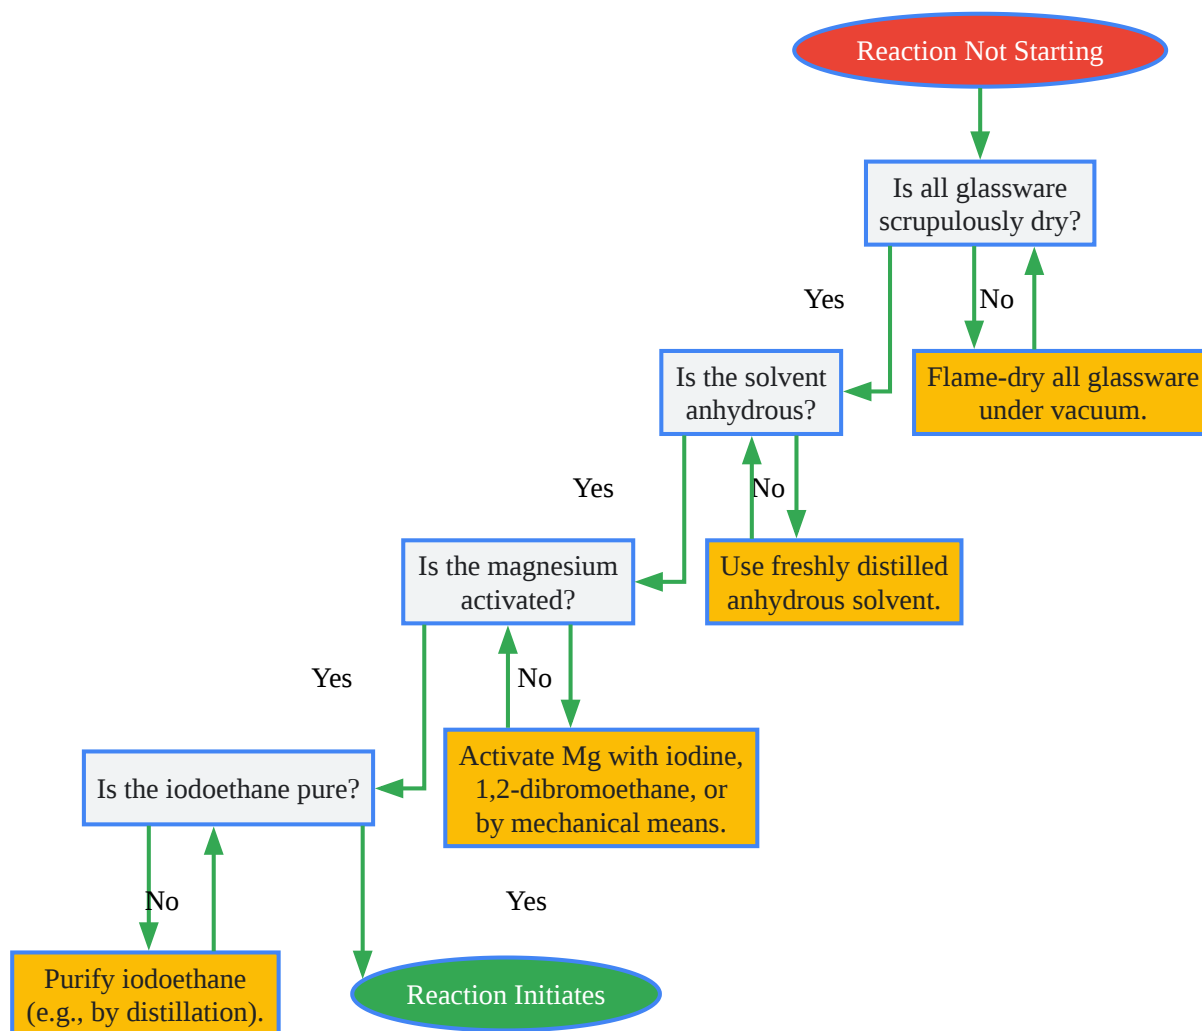 Reaction Not Starting
Is all glassware
scrupulously dry?
Yes
No
Is the solvent
anhydrous?
Flame-dry all glassware
under vacuum.
Yes
No
Is the magnesium
activated?
Use freshly distilled
anhydrous solvent.
Yes
No
Is the iodoethane pure?
Activate Mg with iodine,
1,2-dibromoethane, or
by mechanical means.
No
Yes
Purify iodoethane
(e.g., by distillation).
Reaction Initiates